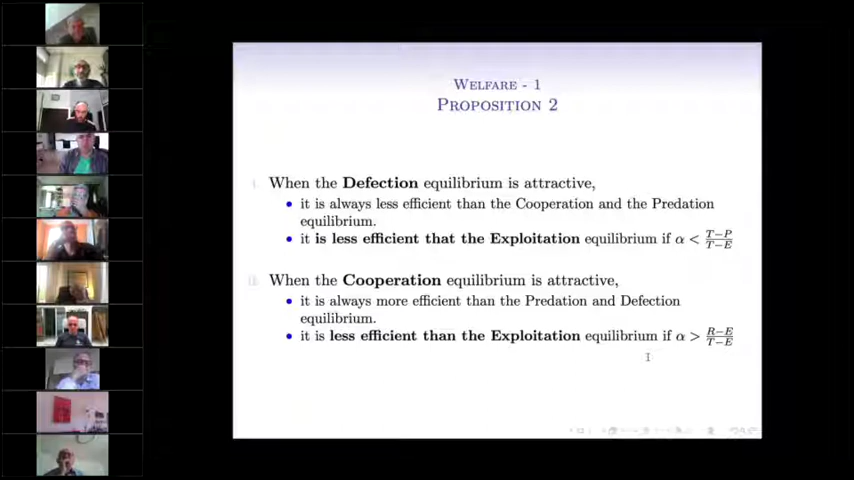 WELFARE - 1
PROPOSITION 2
When the Defection equilibrium is attractive,
• it is always less efficient than the Cooperation and the Predation
equilibrium.
• it is less efficient that the Exploitation equilibrium if α < T−P/T−E
When the Cooperation equilibrium is attractive,
• it is always more efficient than the Predation and Defection
equilibrium.
• it is less efficient than the Exploitation equilibrium if α > R−E/T−E